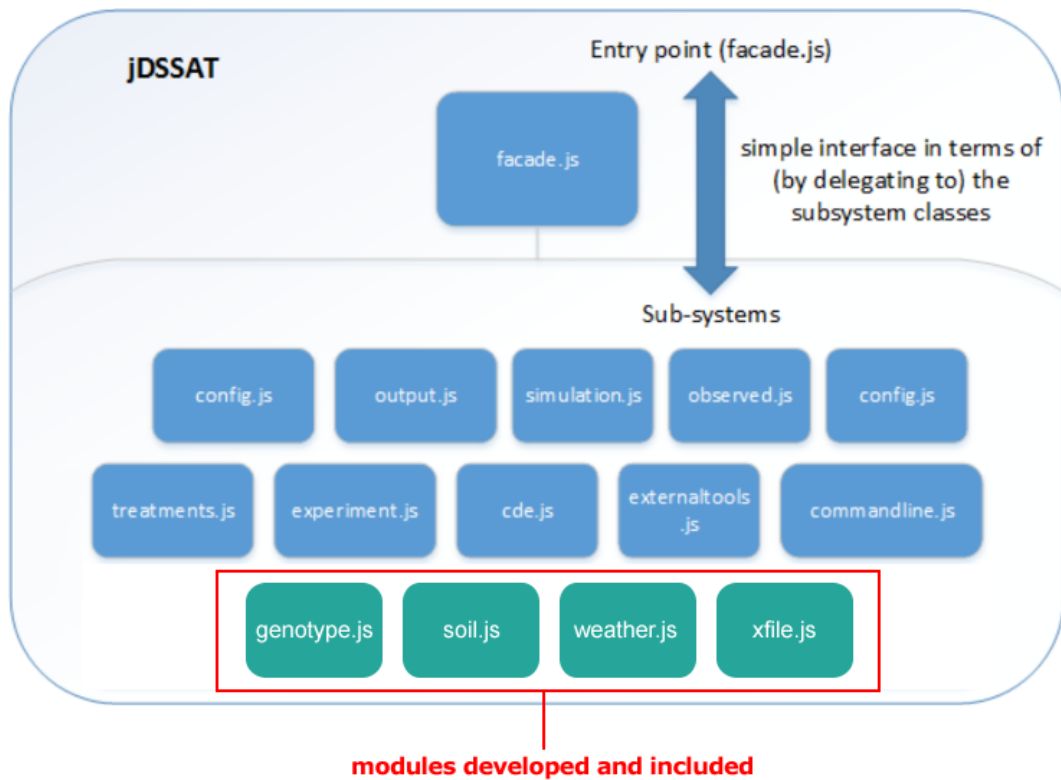 jDSSAT
Entry point (facade.js)
facade.js
simple interface in terms of
(by delegating to) the
subsystem classes
Sub-systems
config.js
output.js
simulation.js
observed.js
config.js
treatments.js
experiment.js
cde.js
externaltools
.js
commandline.js
genotype.js
soil.js
weather.js
xfile.js
modules developed and included